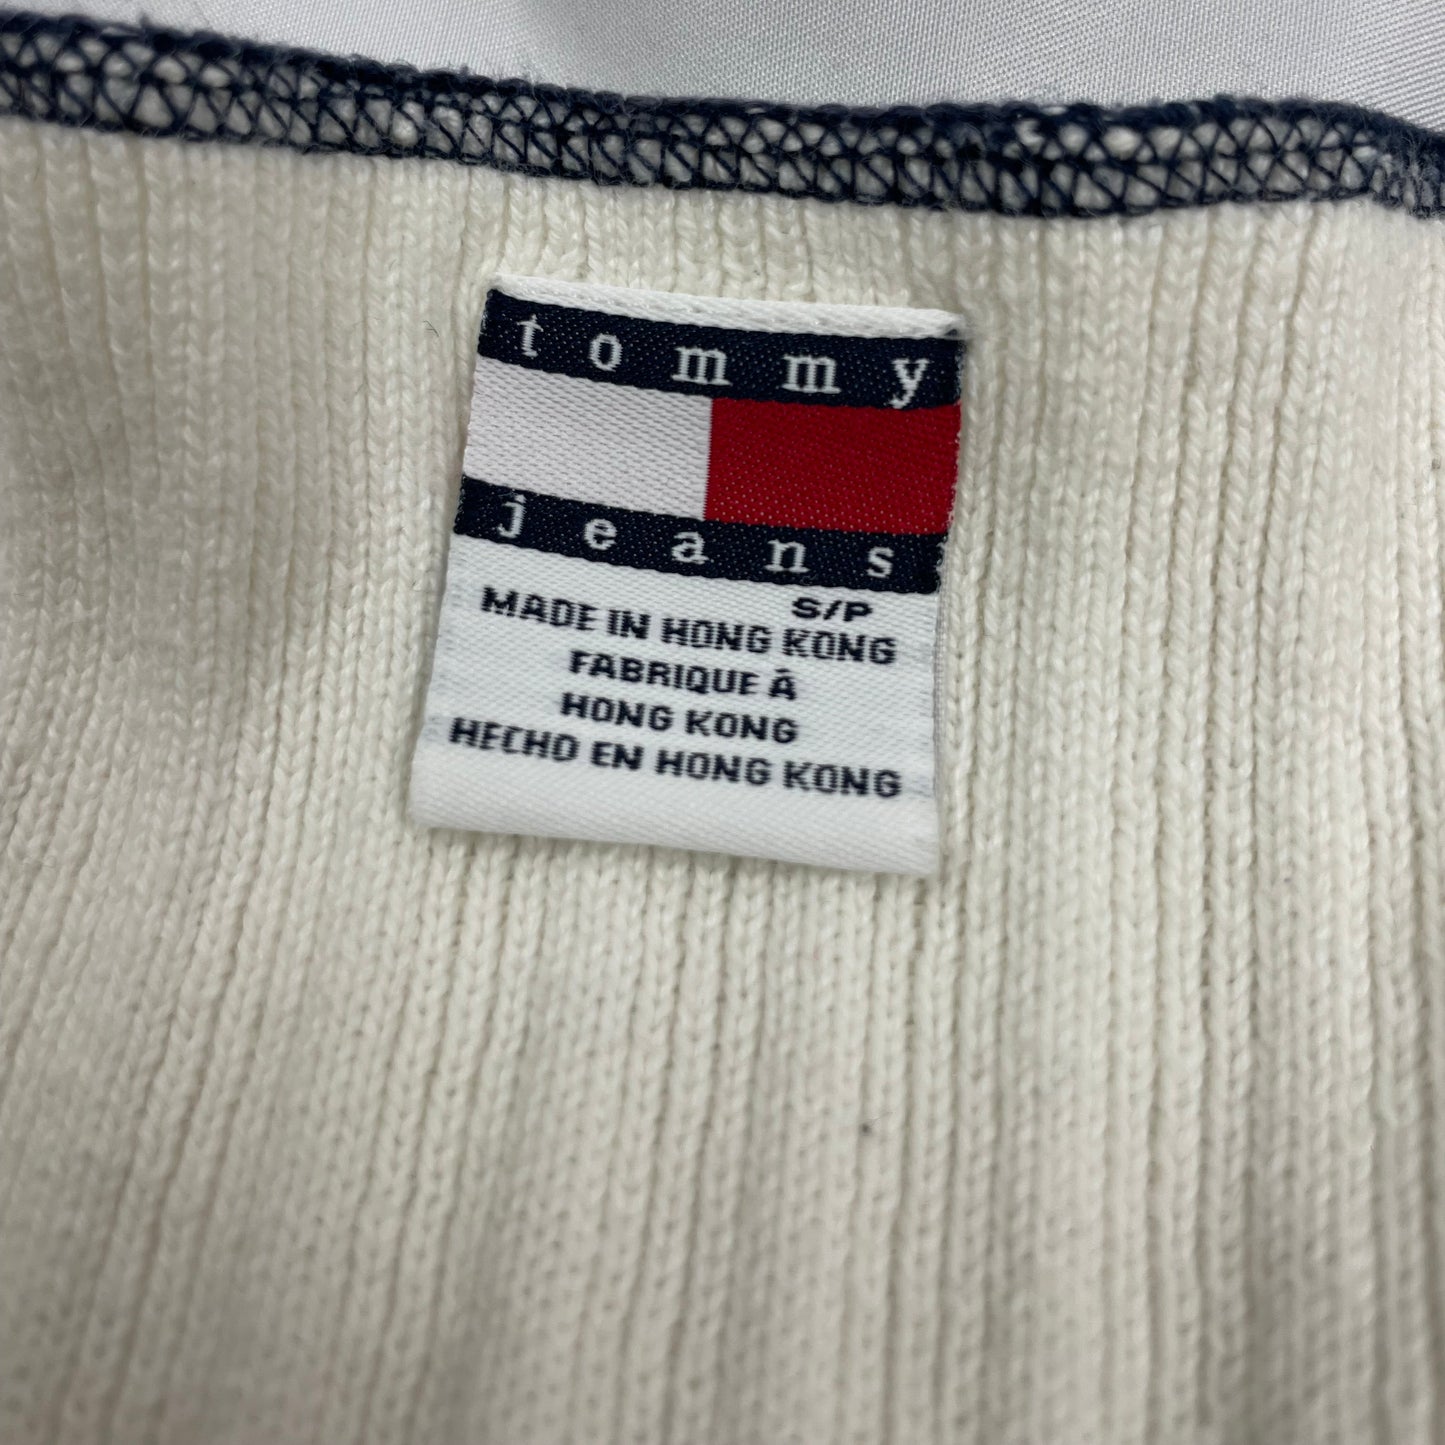 tommy
jeans
S/P
MADE IN HONG KONG
FABRIQUE À
HONG KONG
HECHO EN HONG KONG